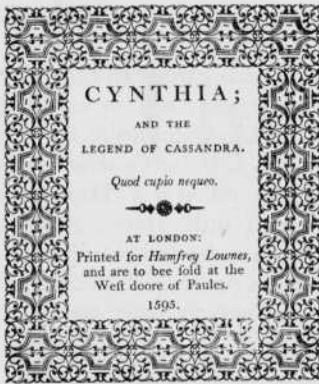 CYNTHIA;
AND THE
LEGEND OF CASSANDRA.
Quod cupio nequeo.
AT LONDON:
Printed for Humfrey Lownes,
and are to bee ſold at the
Weſt doore of Paules.
1595.